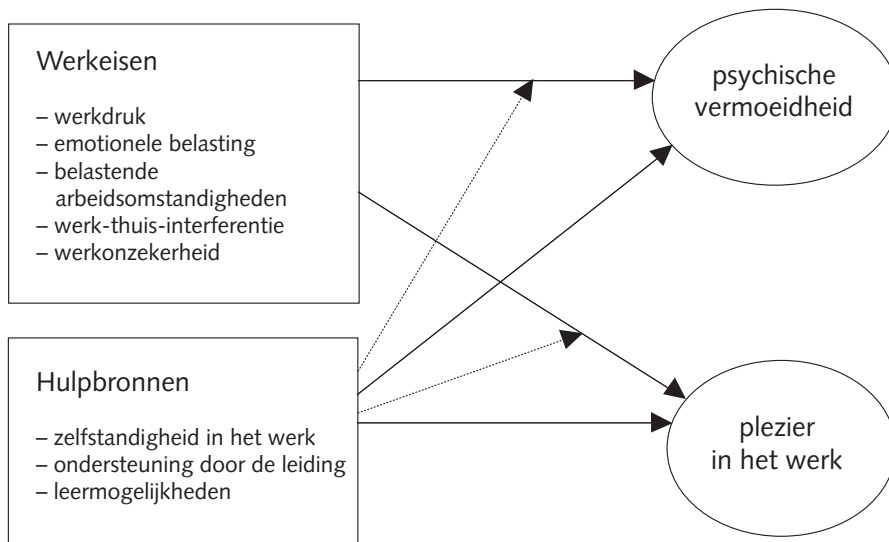 Werkeisen
– werkdruk
– emotionele belasting
– belastende
arbeidsomstandigheden
– werk-thuis-interferentie
– werkonzekerheid
psychische
vermoeidheid
Hulpbronnen
– zelfstandigheid in het werk
– ondersteuning door de leiding
– leermogelijkheden
plezier
in het werk